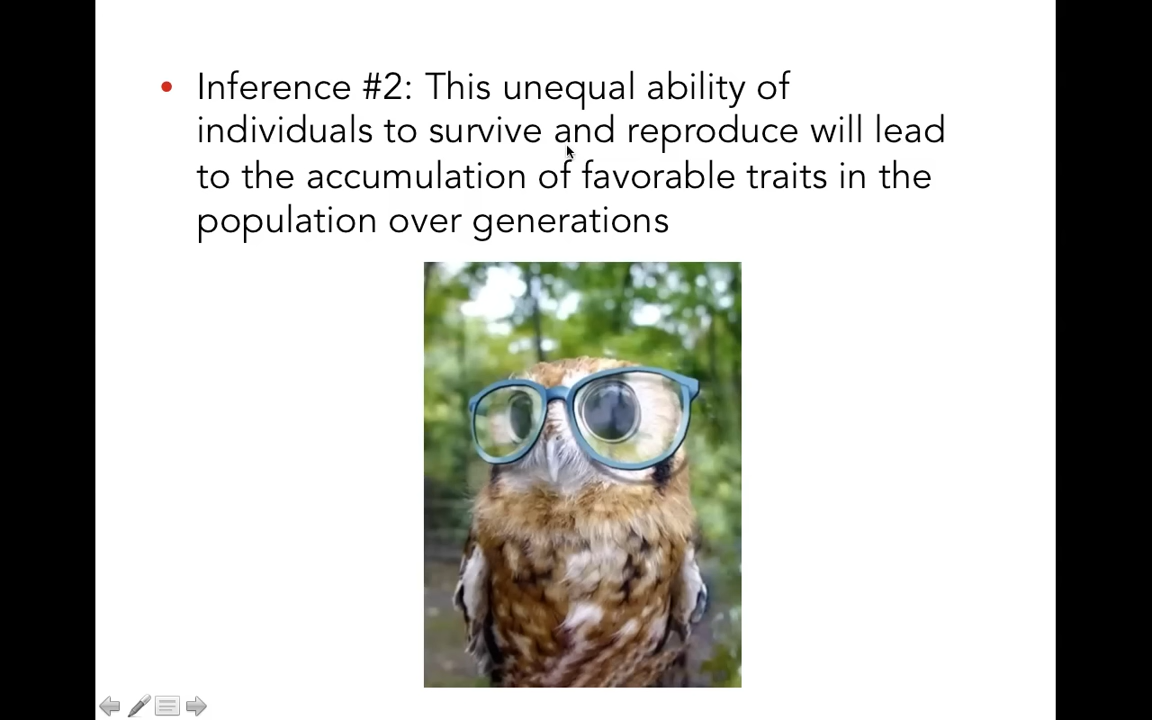 • Inference #2: This unequal ability of
individuals to survive and reproduce will lead
to the accumulation of favorable traits in the
population over generations